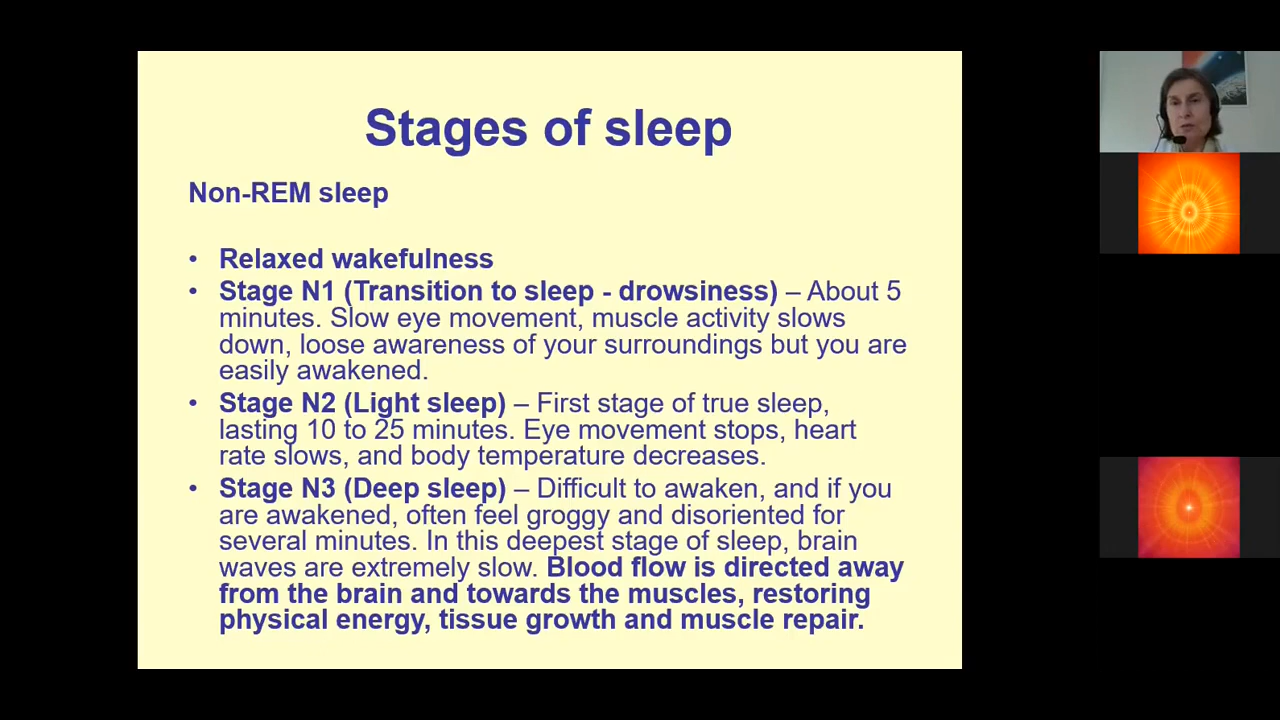 Stages of sleep
Non-REM sleep
• Relaxed wakefulness
• Stage N1 (Transition to sleep - drowsiness) – About 5
minutes. Slow eye movement, muscle activity slows
down, loose awareness of your surroundings but you are
easily awakened.
• Stage N2 (Light sleep) – First stage of true sleep,
lasting 10 to 25 minutes. Eye movement stops, heart
rate slows, and body temperature decreases.
• Stage N3 (Deep sleep) – Difficult to awaken, and if you
are awakened, often feel groggy and disoriented for
several minutes. In this deepest stage of sleep, brain
waves are extremely slow. Blood flow is directed away
from the brain and towards the muscles, restoring
physical energy, tissue growth and muscle repair.